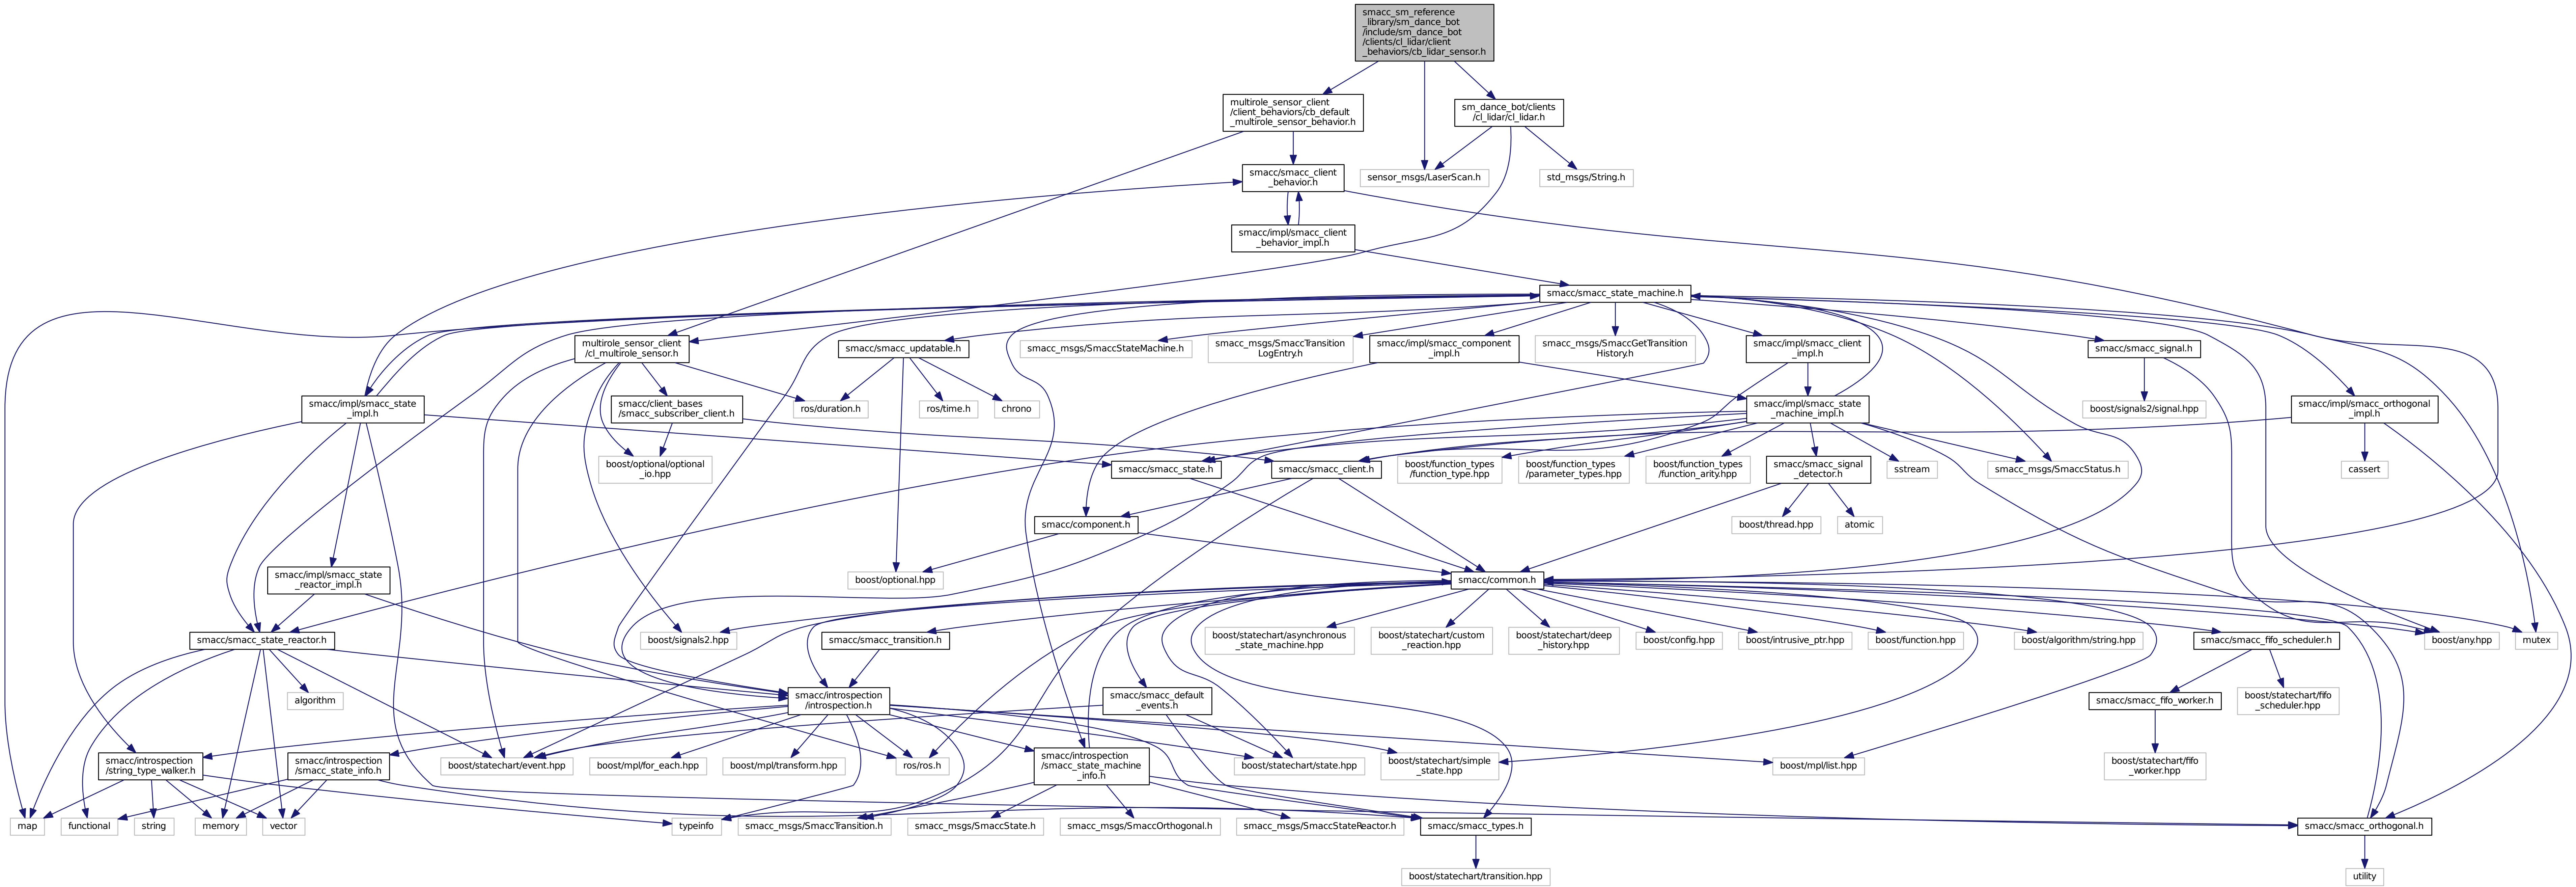 smacc_sm_reference
_library/sm_dance_bot
/include/sm_dance_bot
/clients/cl_lidar/client
_behaviors/cb_lidar_sensor.h
multirole_sensor_client
/client_behaviors/cb_default
_multirole_sensor_behavior.h
sm_dance_bot/clients
/cl_lidar/cl_lidar.h
smacc/smacc_client
_behavior.h
sensor_msgs/LaserScan.h
std_msgs/String.h
smacc/impl/smacc_client
_behavior_impl.h
smacc/smacc_state_machine.h
multirole_sensor_client
/cl_multirole_sensor.h
smacc/smacc_updatable.h
smacc_msgs/SmaccStateMachine.h
smacc_msgs/SmaccTransition
LogEntry.h
smacc/impl/smacc_component
_impl.h
smacc_msgs/SmaccGetTransition
History.h
smacc/impl/smacc_client
_impl.h
smacc/smacc_signal.h
smacc/impl/smacc_state
_impl.h
smacc/client_bases
/smacc_subscriber_client.h
ros/duration.h
ros/time.h
chrono
smacc/impl/smacc_state
_machine_impl.h
boost/signals2/signal.hpp
smacc/impl/smacc_orthogonal
_impl.h
boost/optional/optional
_io.hpp
smacc/smacc_state.h
smacc/smacc_client.h
boost/function_types
/function_type.hpp
boost/function_types
/parameter_types.hpp
boost/function_types
/function_arity.hpp
smacc/smacc_signal
_detector.h
sstream
smacc_msgs/SmaccStatus.h
cassert
smacc/component.h
boost/thread.hpp
atomic
smacc/impl/smacc_state
_reactor_impl.h
boost/optional.hpp
smacc/common.h
smacc/smacc_state_reactor.h
boost/signals2.hpp
smacc/smacc_transition.h
boost/statechart/asynchronous
_state_machine.hpp
boost/statechart/custom
_reaction.hpp
boost/statechart/deep
_history.hpp
boost/config.hpp
boost/intrusive_ptr.hpp
boost/function.hpp
boost/algorithm/string.hpp
smacc/smacc_fifo_scheduler.h
boost/any.hpp
mutex
algorithm
smacc/introspection
/introspection.h
smacc/smacc_default
_events.h
smacc/smacc_fifo_worker.h
boost/statechart/fifo
_scheduler.hpp
smacc/introspection
/string_type_walker.h
smacc/introspection
/smacc_state_info.h
boost/statechart/event.hpp
boost/mpl/for_each.hpp
boost/mpl/transform.hpp
ros/ros.h
smacc/introspection
/smacc_state_machine
_info.h
boost/statechart/state.hpp
boost/statechart/simple
_state.hpp
boost/mpl/list.hpp
boost/statechart/fifo
_worker.hpp
map
functional
string
memory
vector
typeinfo
smacc_msgs/SmaccTransition.h
smacc_msgs/SmaccState.h
smacc_msgs/SmaccOrthogonal.h
smacc_msgs/SmaccStateReactor.h
smacc/smacc_types.h
smacc/smacc_orthogonal.h
boost/statechart/transition.hpp
utility